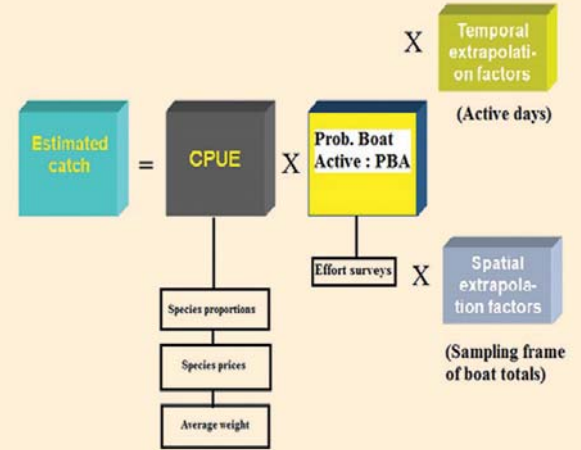 X
Temporal
extrapolati-
on factors
(Active days)
Estimated
catch
=
CPUE
X
Prob. Boat
Active : PBA
Effort surveys
X
Spatial
extrapola-
tion factors
(Sampling frame
of boat totals)
Species proportions
Species prices
Average weight